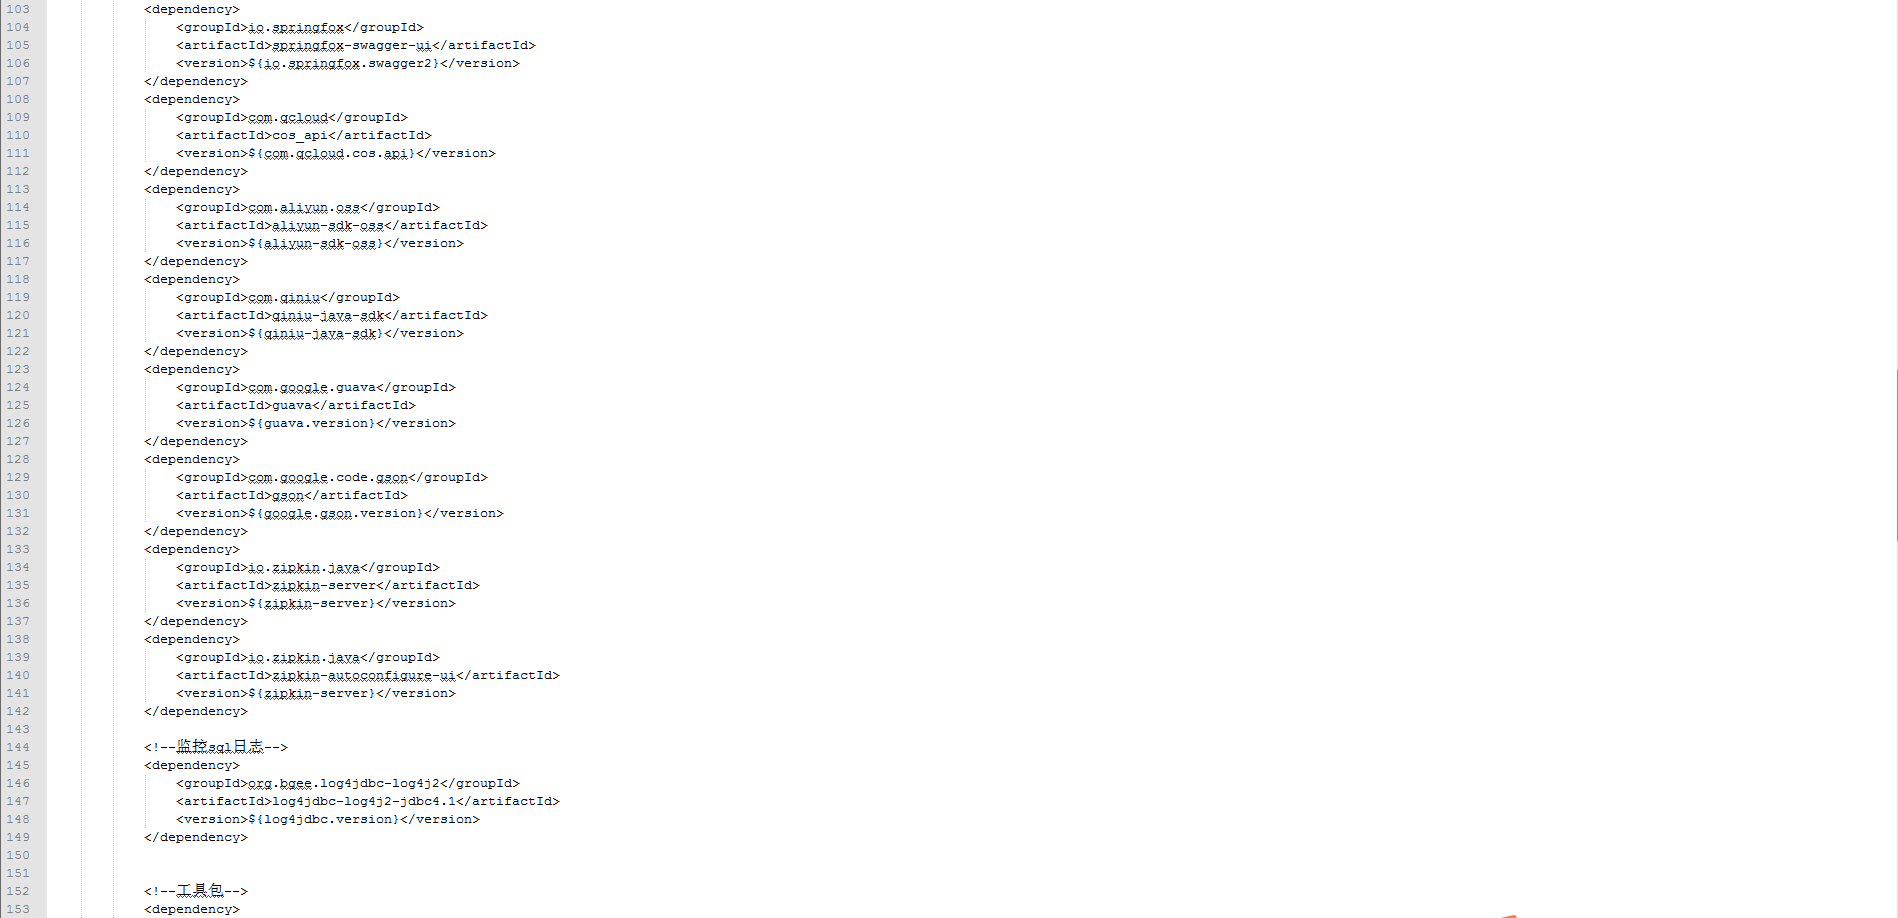 103 <dependency>
104 <groupId>io.springfox</groupId>
105 <artifactId>springfox-swagger-ui</artifactId>
106 <version>${io.springfox.swagger2}</version>
107 </dependency>
108 <dependency>
109 <groupId>com.qcloud</groupId>
110 <artifactId>cos_api</artifactId>
111 <version>${com.qcloud.cos.api}</version>
112 </dependency>
113 <dependency>
114 <groupId>com.aliyun.oss</groupId>
115 <artifactId>aliyun-sdk-oss</artifactId>
116 <version>${aliyun-sdk-oss}</version>
117 </dependency>
118 <dependency>
119 <groupId>com.qiniu</groupId>
120 <artifactId>qiniu-java-sdk</artifactId>
121 <version>${qiniu-java-sdk}</version>
122 </dependency>
123 <dependency>
124 <groupId>com.google.guava</groupId>
125 <artifactId>guava</artifactId>
126 <version>${guava.version}</version>
127 </dependency>
128 <dependency>
129 <groupId>com.google.code.gson</groupId>
130 <artifactId>gson</artifactId>
131 <version>${google.gson.version}</version>
132 </dependency>
133 <dependency>
134 <groupId>io.zipkin.java</groupId>
135 <artifactId>zipkin-server</artifactId>
136 <version>${zipkin-server}</version>
137 </dependency>
138 <dependency>
139 <groupId>io.zipkin.java</groupId>
140 <artifactId>zipkin-autoconfigure-ui</artifactId>
141 <version>${zipkin-server}</version>
142 </dependency>
143
144 <!--监控sql日志-->
145 <dependency>
146 <groupId>org.bgee.log4jdbc-log4j2</groupId>
147 <artifactId>log4jdbc-log4j2-jdbc4.1</artifactId>
148 <version>${log4jdbc.version}</version>
149 </dependency>
150
151
152 <!--工具包-->
153 <dependency>